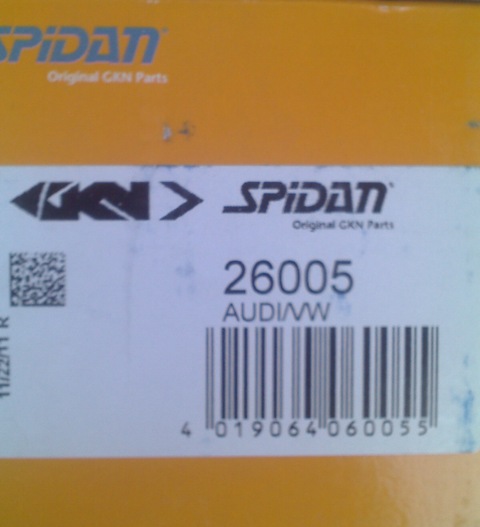 SPIDAN
Original GKN Parts
GKN SPIDAN
Original GKN Parts
26005
AUDI/VW
11/22/11 R
4 019064 060055